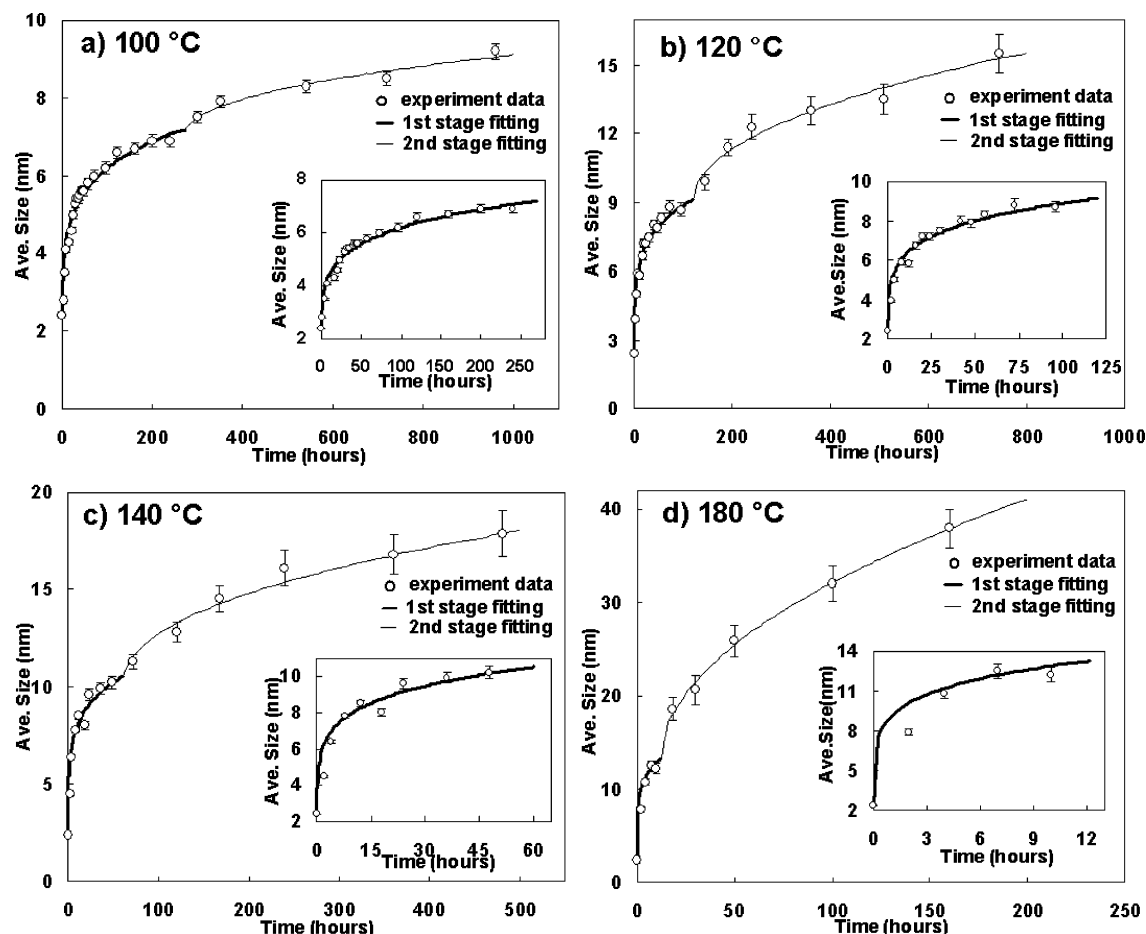 a) 100 °C
10
8
6
4
2
0
Ave. Size (nm)
experiment data
1st stage fitting
2nd stage fitting
8
6
4
2
Ave. Size (nm)
0 50 100 150 200 250
Time (hours)
0 200 400 600 800 1000
Time (hours)
b) 120 °C
15
12
9
6
3
0
Ave. Size (nm)
experiment data
1st stage fitting
2nd stage fitting
10
8
6
4
2
Ave.Size (nm)
0 25 50 75 100 125
Time (hours)
0 200 400 600 800 1000
Time (hours)
c) 140 °C
20
15
10
5
0
Ave. Size (nm)
experiment data
1st stage fitting
2nd stage fitting
10
8
6
4
2
Ave. Size (nm)
0 15 30 45 60
Time (hours)
0 100 200 300 400 500
Time (hours)
d) 180 °C
40
30
20
10
0
Ave. Size (nm)
experiment data
1st stage fitting
2nd stage fitting
14
11
8
5
2
Ave.Size(nm)
0 3 6 9 12
Time (hours)
0 50 100 150 200 250
Time (hours)